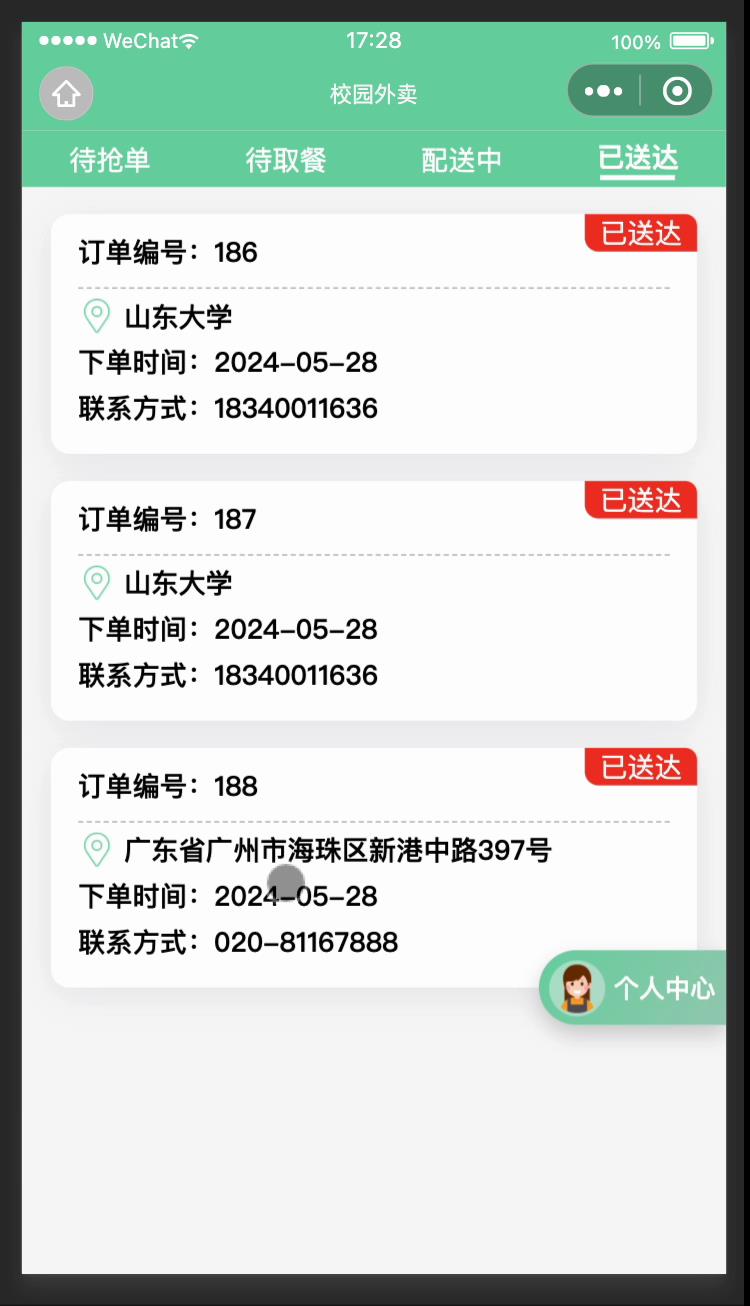 WeChat 17:28 100%
校园外卖
待抢单 待取餐 配送中 已送达
已送达
订单编号：186
山东大学
下单时间：2024-05-28
联系方式：18340011636
已送达
订单编号：187
山东大学
下单时间：2024-05-28
联系方式：18340011636
已送达
订单编号：188
广东省广州市海珠区新港中路397号
下单时间：2024-05-28
联系方式：020-81167888
个人中心